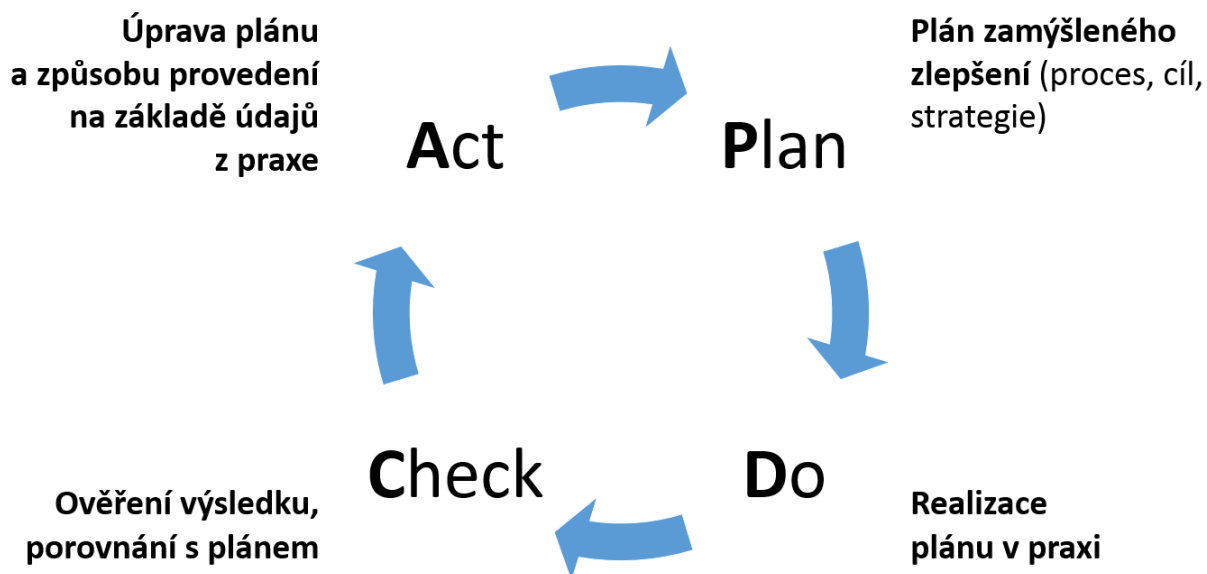 Úprava plánu
a způsobu provedení
na základě údajů
z praxe
Act
Plan
Plán zamýšleného
zlepšení (proces, cíl,
strategie)
Ověření výsledku,
porovnání s plánem
Check
Do
Realizace
plánu v praxi